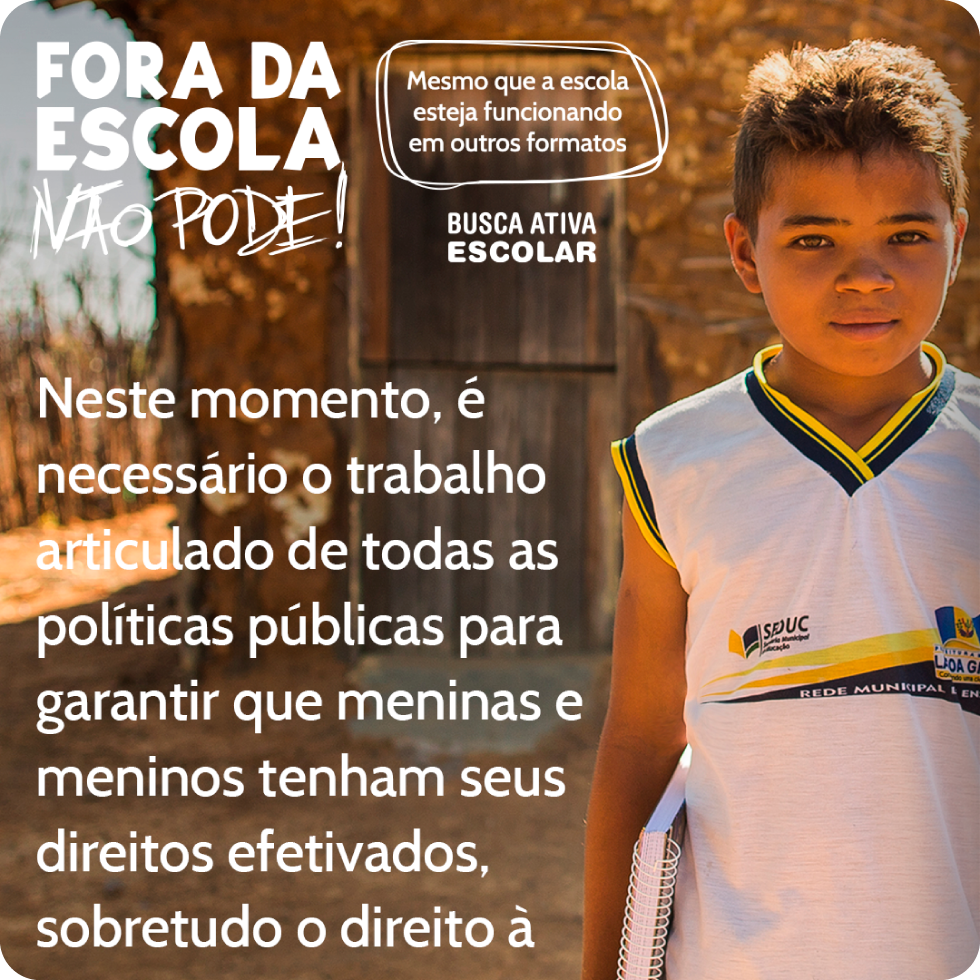 FORA DA
ESCOLA
NÃO PODE!
Mesmo que a escola
esteja funcionando
em outros formatos
BUSCA ATIVA
ESCOLAR
Neste momento, é
necessário o trabalho
articulado de todas as
políticas públicas para
garantir que meninas e
meninos tenham seus
direitos efetivados,
sobretudo o direito à
SEDUC
Municipal
Educação
REDE MUNICIPAL